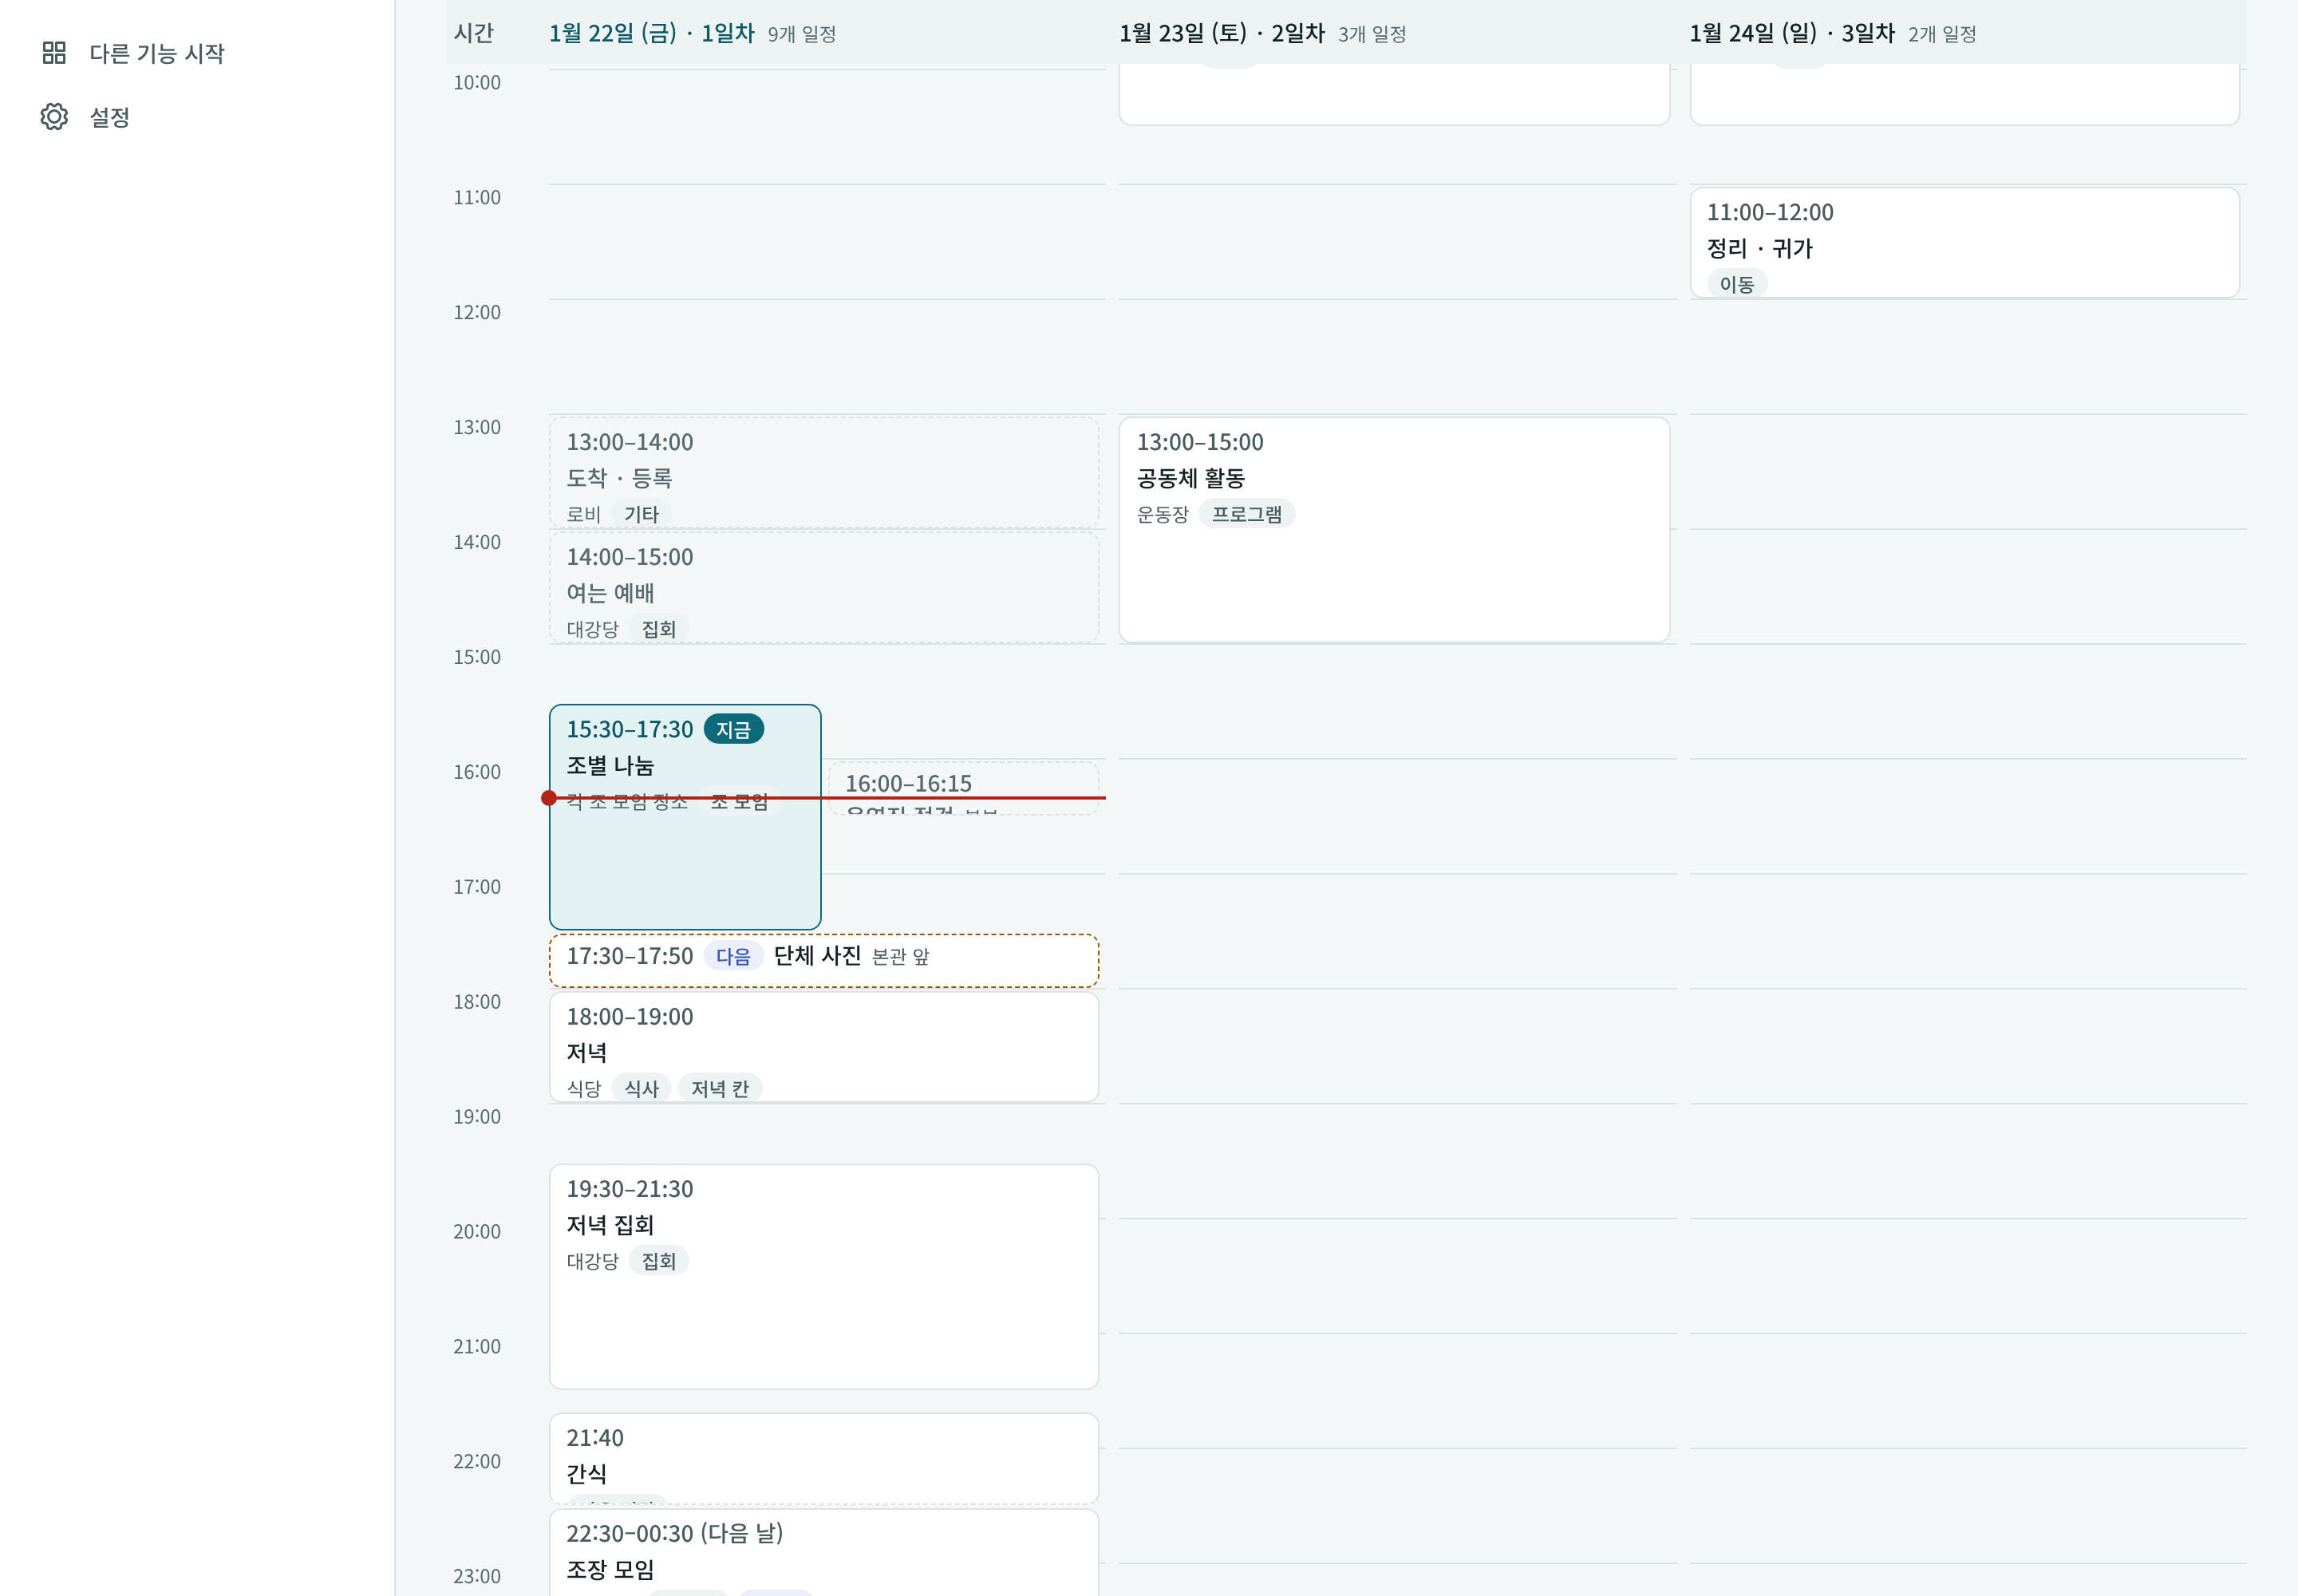 다른 기능 시작
설정
시간
1월 22일 (금) · 1일차 9개 일정
1월 23일 (토) · 2일차 3개 일정
1월 24일 (일) · 3일차 2개 일정
10:00
11:00
11:00–12:00
정리 · 귀가
이동
12:00
13:00
13:00–14:00
도착 · 등록
로비 기타
13:00–15:00
공동체 활동
운동장 프로그램
14:00
14:00–15:00
여는 예배
대강당 집회
15:00
15:30–17:30 지금
조별 나눔
각 조 모임 장소 조 모임
16:00
16:00–16:15
17:00
17:30–17:50 다음 단체 사진 본관 앞
18:00
18:00–19:00
저녁
식당 식사 저녁 칸
19:00
19:30–21:30
저녁 집회
대강당 집회
20:00
21:00
21:40
간식
22:00
22:30–00:30 (다음 날)
조장 모임
23:00